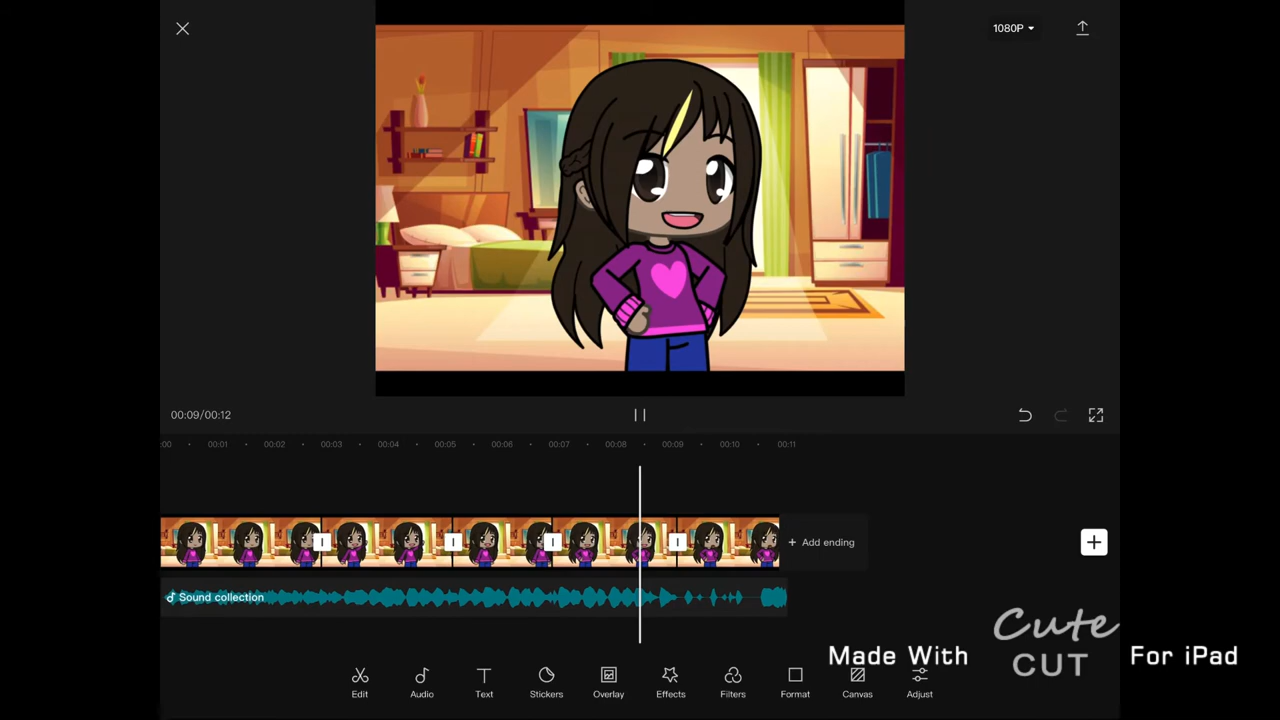 1080P
00:09/00:12
:00 00:01 00:02 00:03 00:04 00:05 00:06 00:07 00:08 00:09 00:10 00:11
+ Add ending
Sound collection
Cute
Made With CUT For iPad
Edit Audio Text Stickers Overlay Effects Filters Format Canvas Adjust